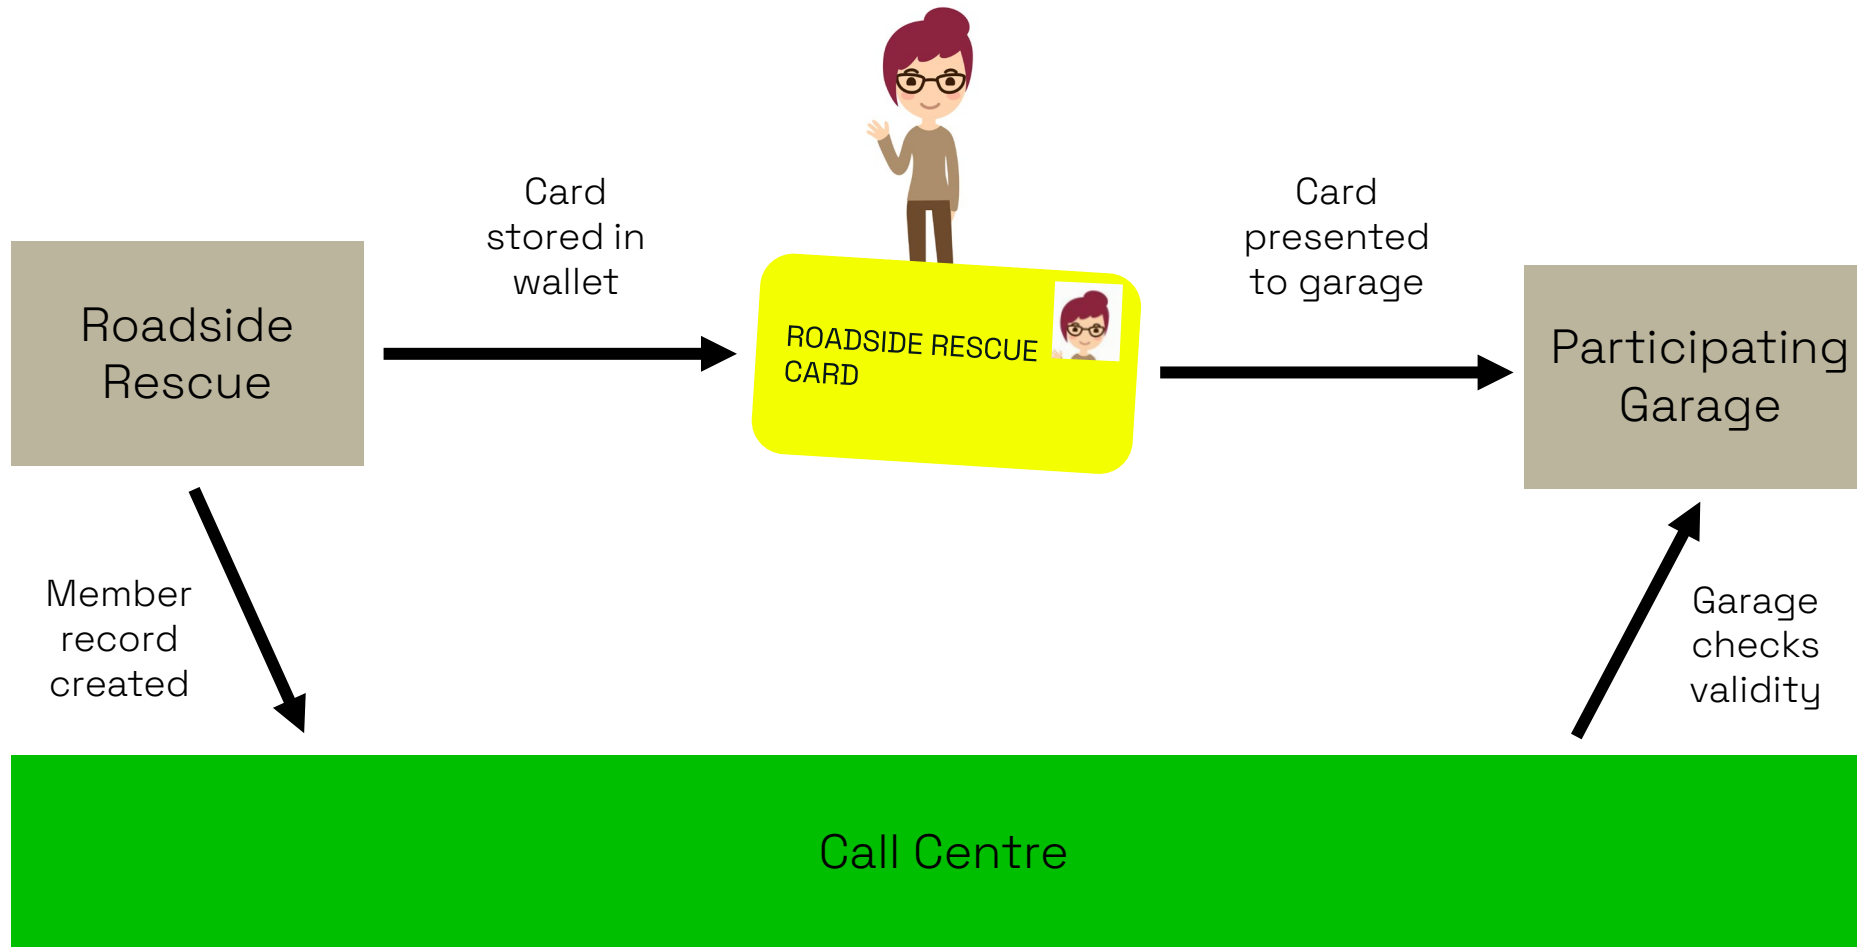 Card
stored in
wallet
Card
presented
to garage
Roadside
Rescue
ROADSIDE RESCUE
CARD
Participating
Garage
Member
record
created
Garage
checks
validity
Call Centre